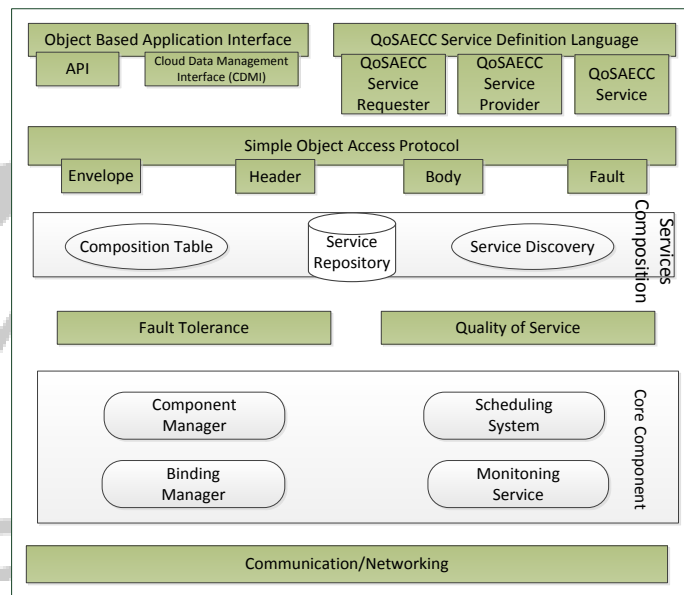 Object Based Application Interface
QoSAECC Service Definition Language
API
Cloud Data Management
Interface (CDMI)
QoSAECC
Service
Requester
QoSAECC
Service
Provider
QoSAECC
Service
Simple Object Access Protocol
Envelope
Header
Body
Fault
Composition Table
Service
Repository
Service Discovery
Services
Composition
Fault Tolerance
Quality of Service
Component
Manager
Scheduling
System
Binding
Manager
Monitoning
Service
Core Component
Communication/Networking